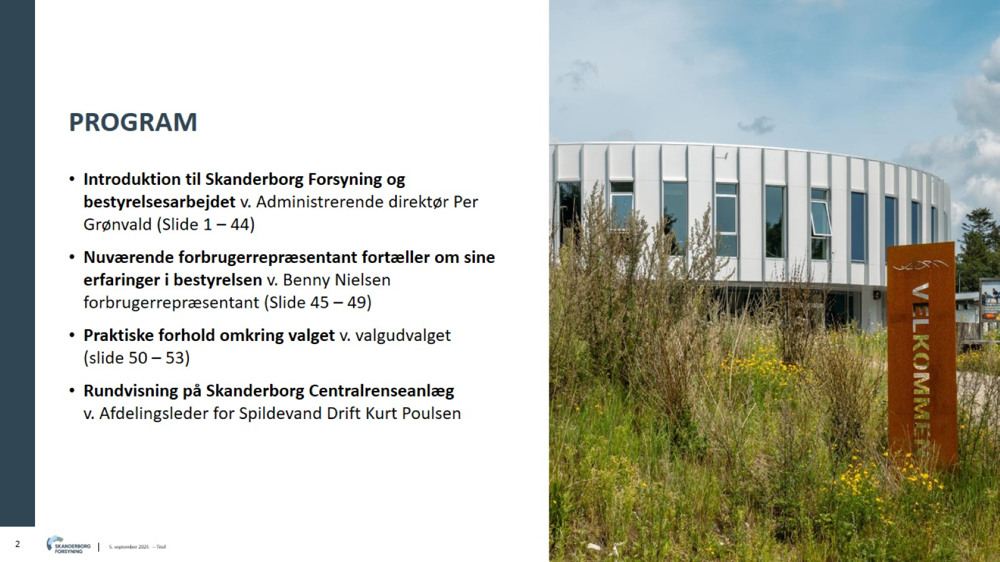 PROGRAM
• Introduktion til Skanderborg Forsyning og
bestyrelsesarbejdet v. Administrerende direktør Per
Grønvald (Slide 1 – 44)
• Nuværende forbrugerrepræsentant fortæller om sine
erfaringer i bestyrelsen v. Benny Nielsen
forbrugerrepræsentant (Slide 45 – 49)
• Praktiske forhold omkring valget v. valgudvalget
(slide 50 – 53)
• Rundvisning på Skanderborg Centralrenseanlæg
v. Afdelingsleder for Spildevand Drift Kurt Poulsen
VELKOMMEN
2
SKANDERBORG
FORSYNING
5. september 2025 – Titel